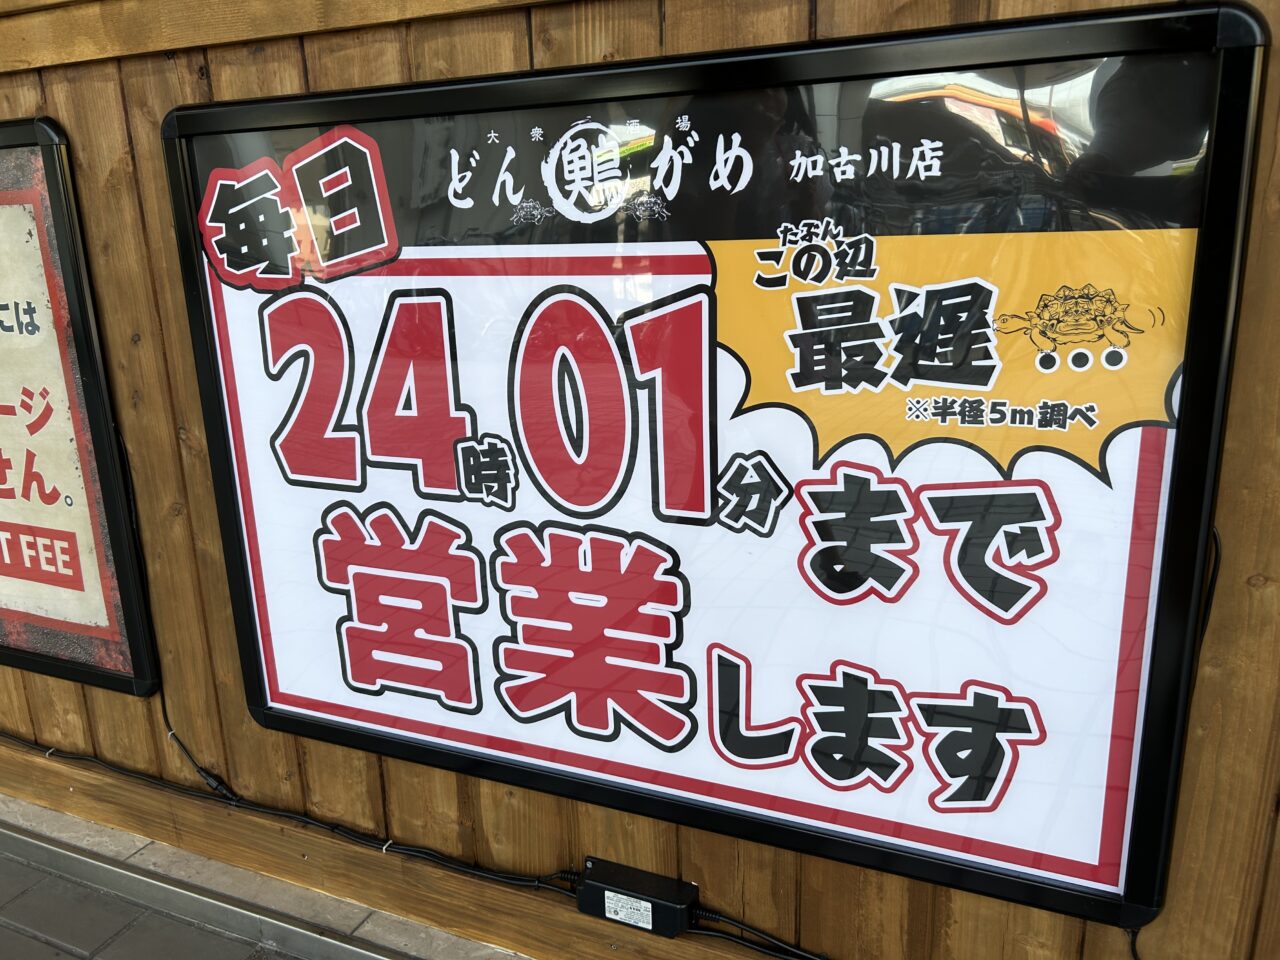 大衆酒場
どん がめ 加古川店
毎日
たぶん
この辺
最遅...
※半径5m調べ
24時01分まで
営業します
には
ージ
せん。
T FEE